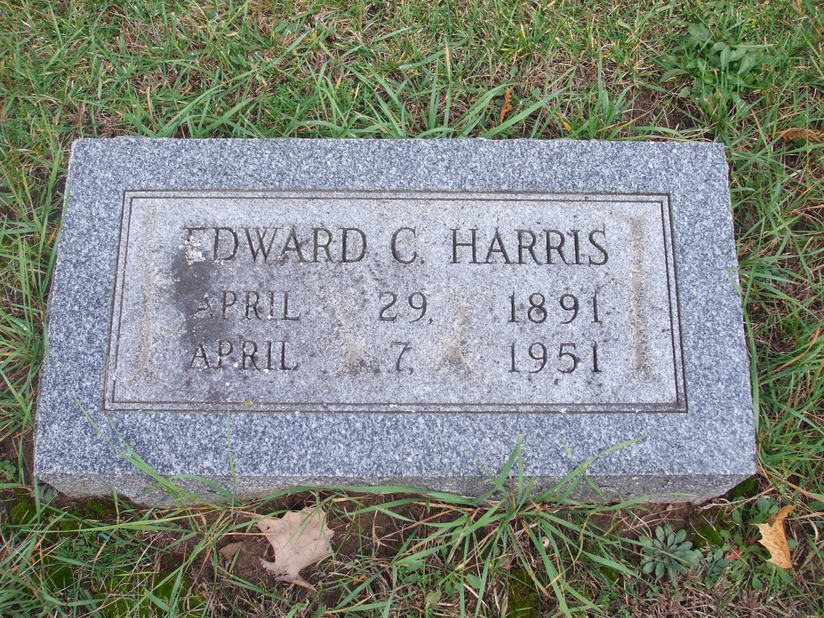 EDWARD C. HARRIS
APRIL 29, 1891
APRIL 7, 1951